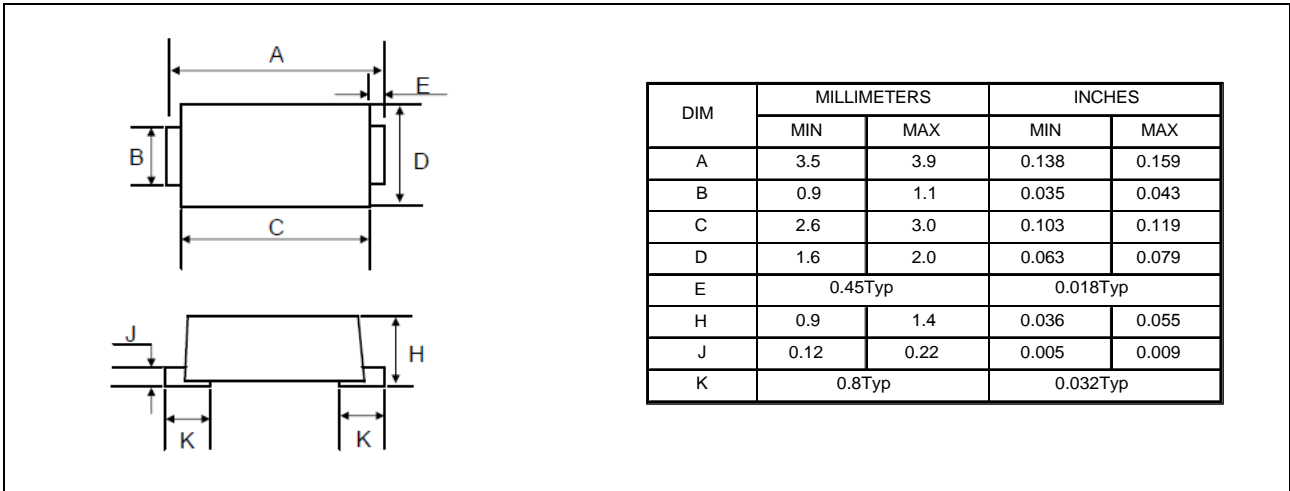 A
E
B
D
C
J
H
K
K
DIM MILLIMETERS INCHES
MIN MAX MIN MAX
A 3.5 3.9 0.138 0.159
B 0.9 1.1 0.035 0.043
C 2.6 3.0 0.103 0.119
D 1.6 2.0 0.063 0.079
E 0.45Typ 0.018Typ
H 0.9 1.4 0.036 0.055
J 0.12 0.22 0.005 0.009
K 0.8Typ 0.032Typ